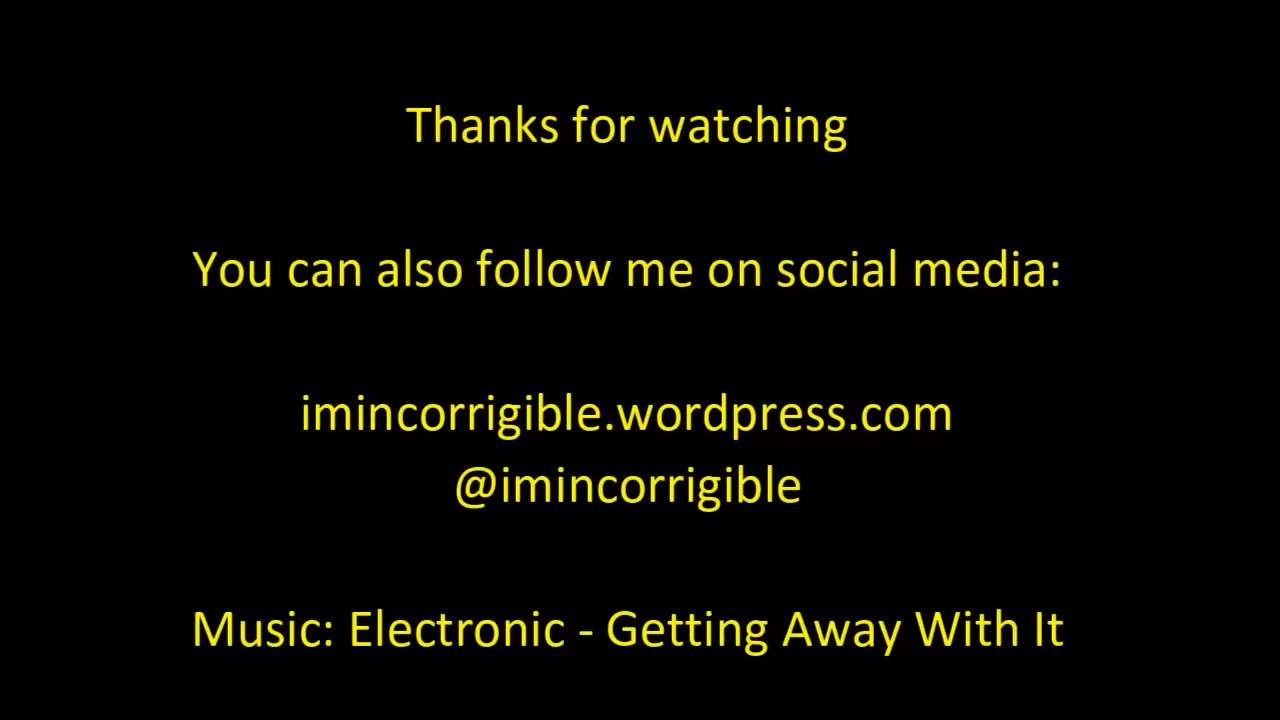 Thanks for watching
You can also follow me on social media:
imincorrigible.wordpress.com
@imincorrigible
Music: Electronic - Getting Away With It